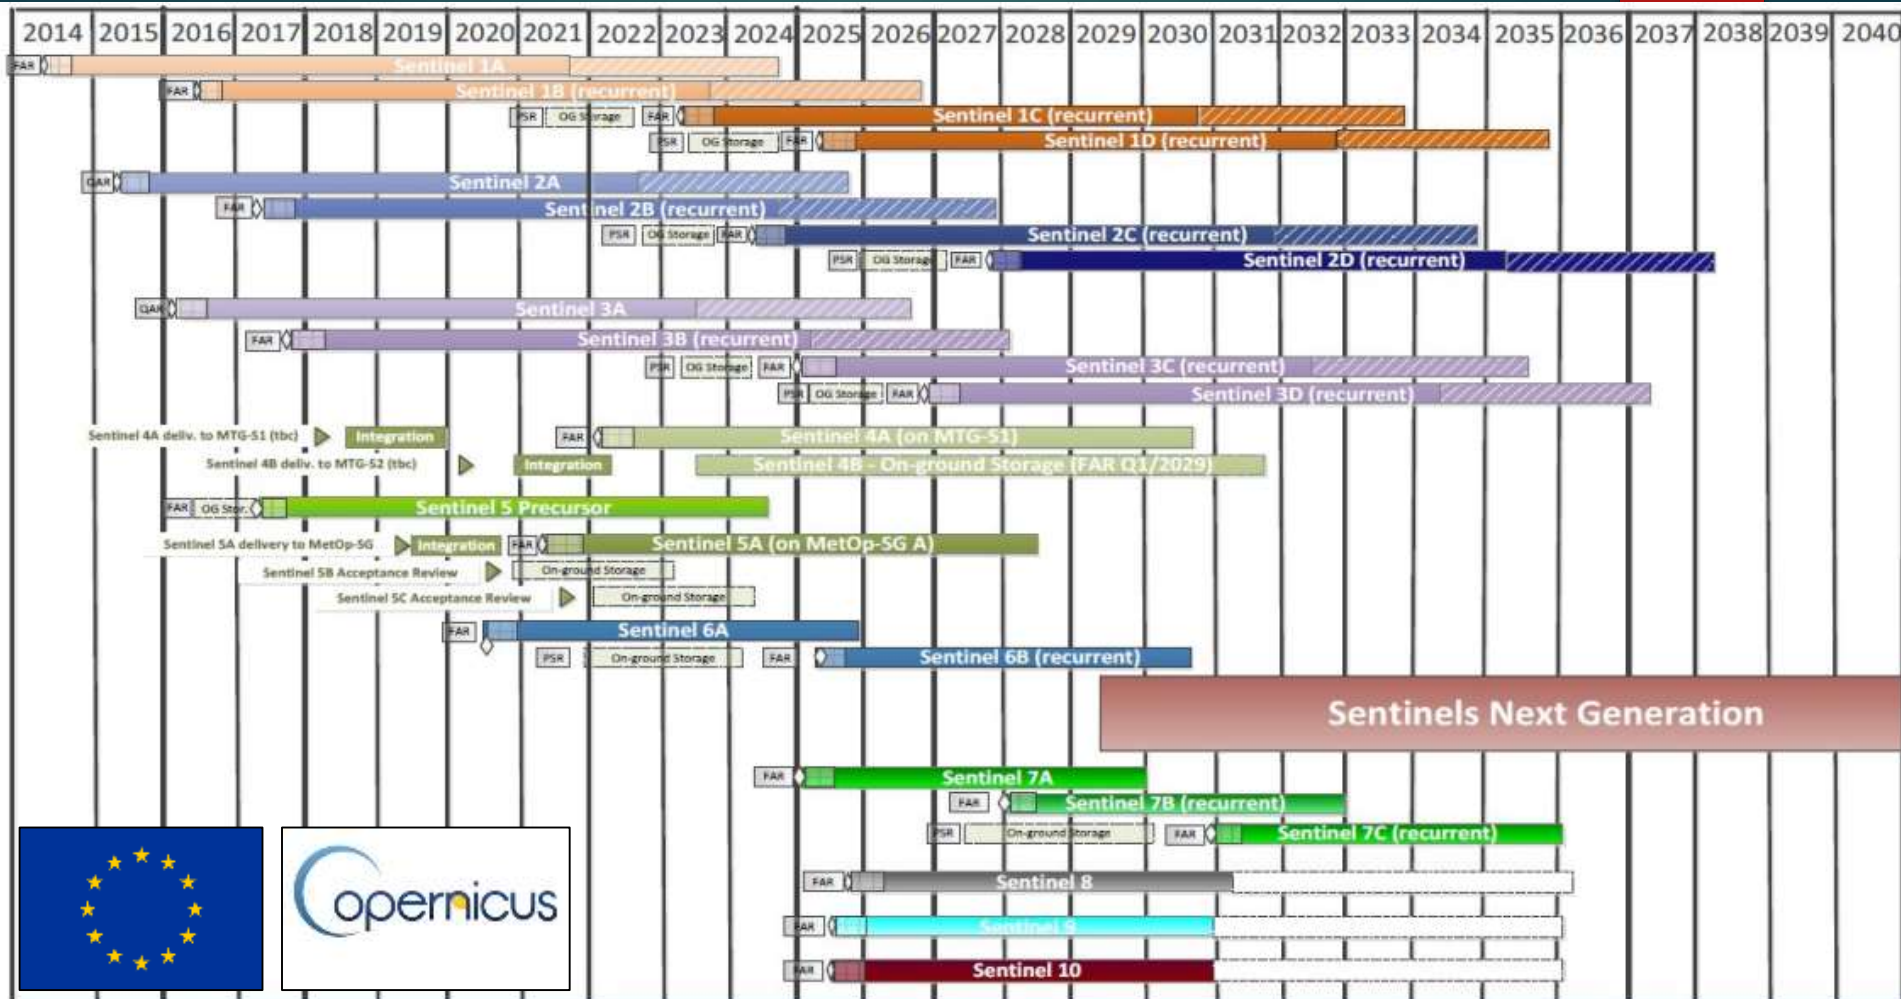 2014 2015 2016 2017 2018 2019 2020 2021 2022 2023 2024 2025 2026 2027 2028 2029 2030 2031 2032 2033 2034 2035 2036 2037 2038 2039 2040
FAR Sentinel 1A
FAR Sentinel 1B (recurrent)
PSR OG Storage FAR Sentinel 1C (recurrent)
PSR OG Storage FAR Sentinel 1D (recurrent)
QAR Sentinel 2A
FAR Sentinel 2B (recurrent)
PSR OG Storage FAR Sentinel 2C (recurrent)
PSR OG Storage FAR Sentinel 2D (recurrent)
QAR Sentinel 3A
FAR Sentinel 3B (recurrent)
PSR OG Storage FAR Sentinel 3C (recurrent)
PSR OG Storage FAR Sentinel 3D (recurrent)
Sentinel 4A deliv. to MTG-S1 (tbc) Integration FAR Sentinel 4A (on MTG-S1)
Sentinel 4B deliv. to MTG-S2 (tbc) Integration Sentinel 4B - On-ground Storage (FAR Q1/2029)
FAR OG Stor. Sentinel 5 Precursor
Sentinel 5A delivery to MetOp-SG Integration FAR Sentinel 5A (on MetOp-SG A)
Sentinel 5B Acceptance Review On-ground Storage
Sentinel 5C Acceptance Review On-ground Storage
FAR Sentinel 6A
PSR On-ground Storage FAR Sentinel 6B (recurrent)
Sentinels Next Generation
FAR Sentinel 7A
FAR Sentinel 7B (recurrent)
PSR On-ground Storage FAR Sentinel 7C (recurrent)
FAR Sentinel 8
FAR Sentinel 9
FAR Sentinel 10
Copernicus